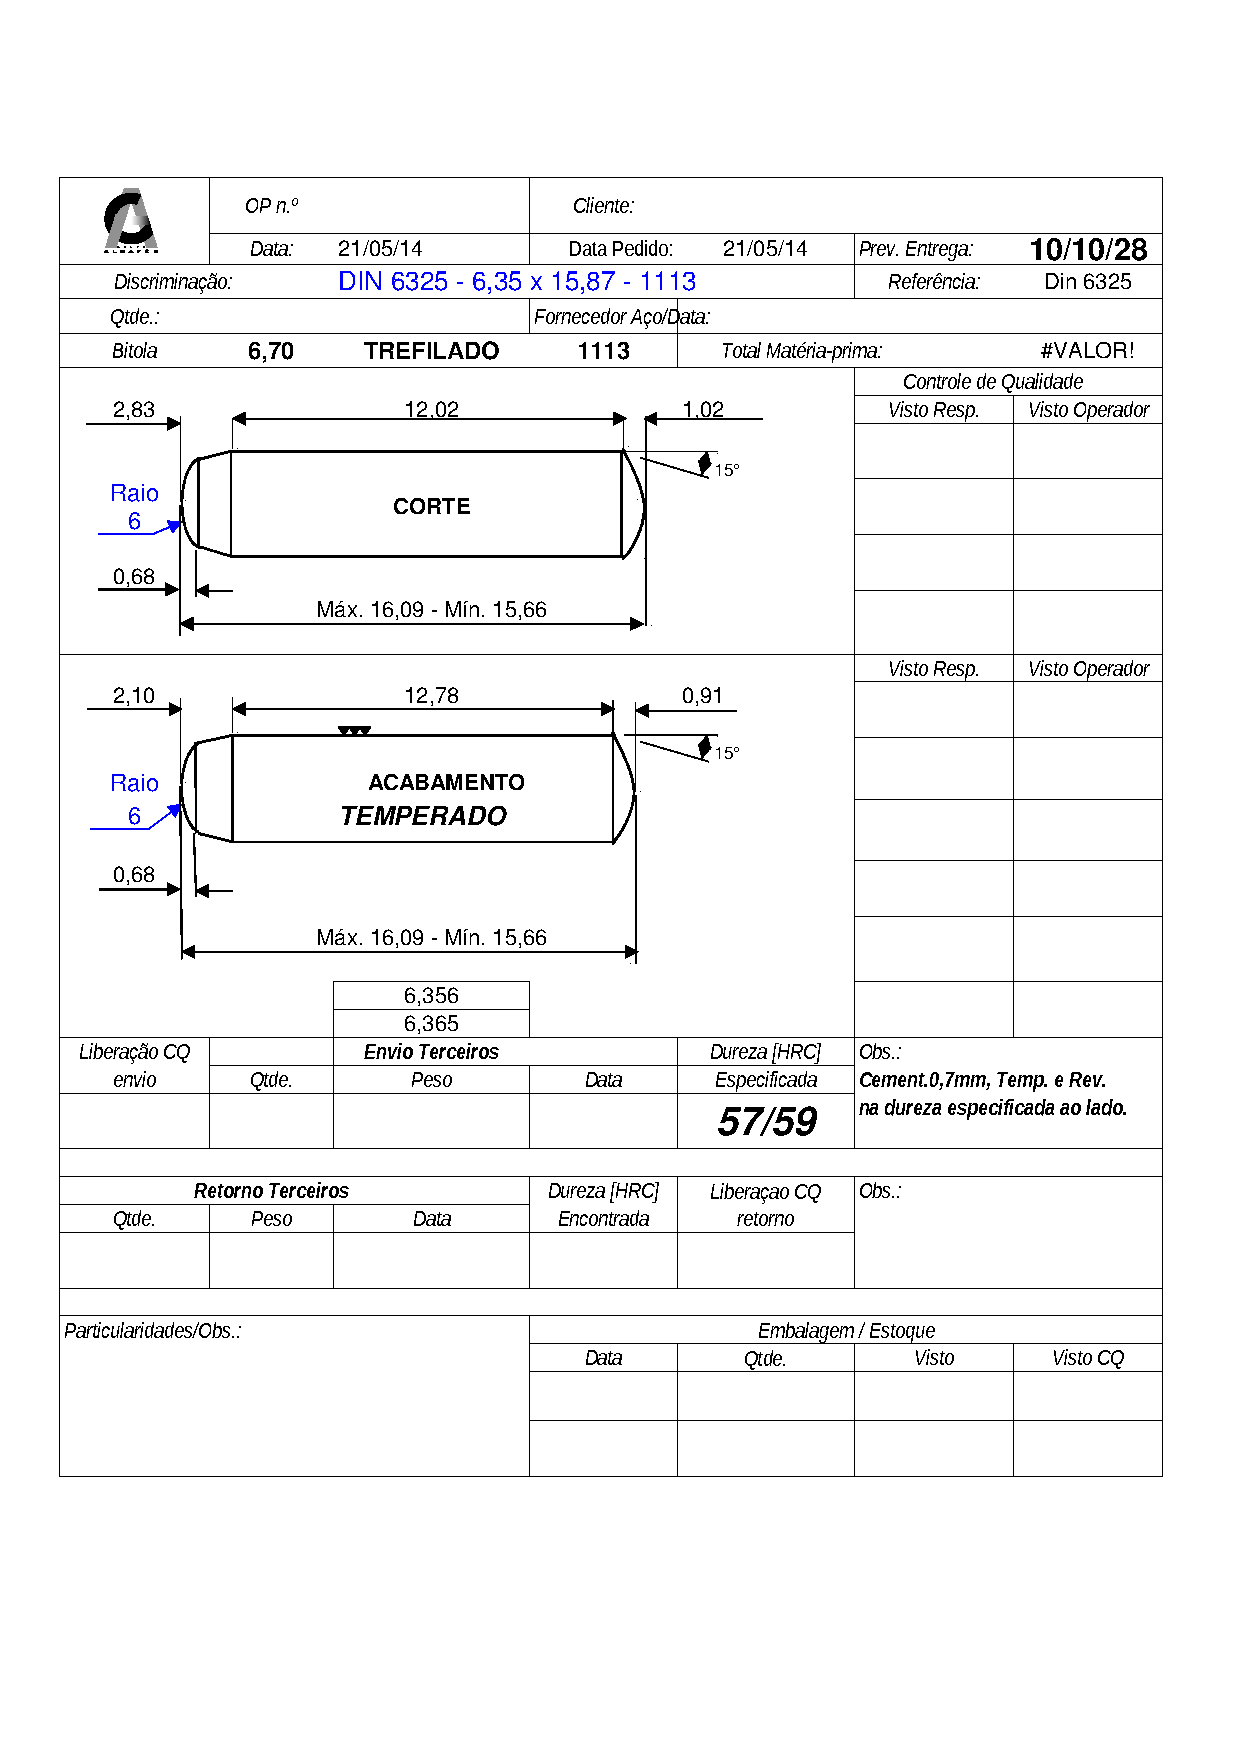 OP n.º Cliente:
Data: 21/05/14 Data Pedido: 21/05/14 Prev. Entrega: 10/10/28
Discriminação: DIN 6325 - 6,35 x 15,87 - 1113 Referência: Din 6325
Qtde.: Fornecedor Aço/Data:
Bitola 6,70 TREFILADO 1113 Total Matéria-prima: #VALOR!
Controle de Qualidade
2,83 12,02 1,02 Visto Resp. Visto Operador
15°
Raio
CORTE
6
0,68
Máx. 16,09 - Mín. 15,66
Visto Resp. Visto Operador
2,10 12,78 0,91
15°
Raio ACABAMENTO
6 TEMPERADO
0,68
Máx. 16,09 - Mín. 15,66
6,356
6,365
Liberação CQ Envio Terceiros Dureza [HRC] Obs.:
envio Qtde. Peso Data Especificada Cement.0,7mm, Temp. e Rev.
57/59 na dureza especificada ao lado.
Retorno Terceiros Dureza [HRC] Liberaçao CQ Obs.:
Qtde. Peso Data Encontrada retorno
Particularidades/Obs.: Embalagem / Estoque
Data Qtde. Visto Visto CQ